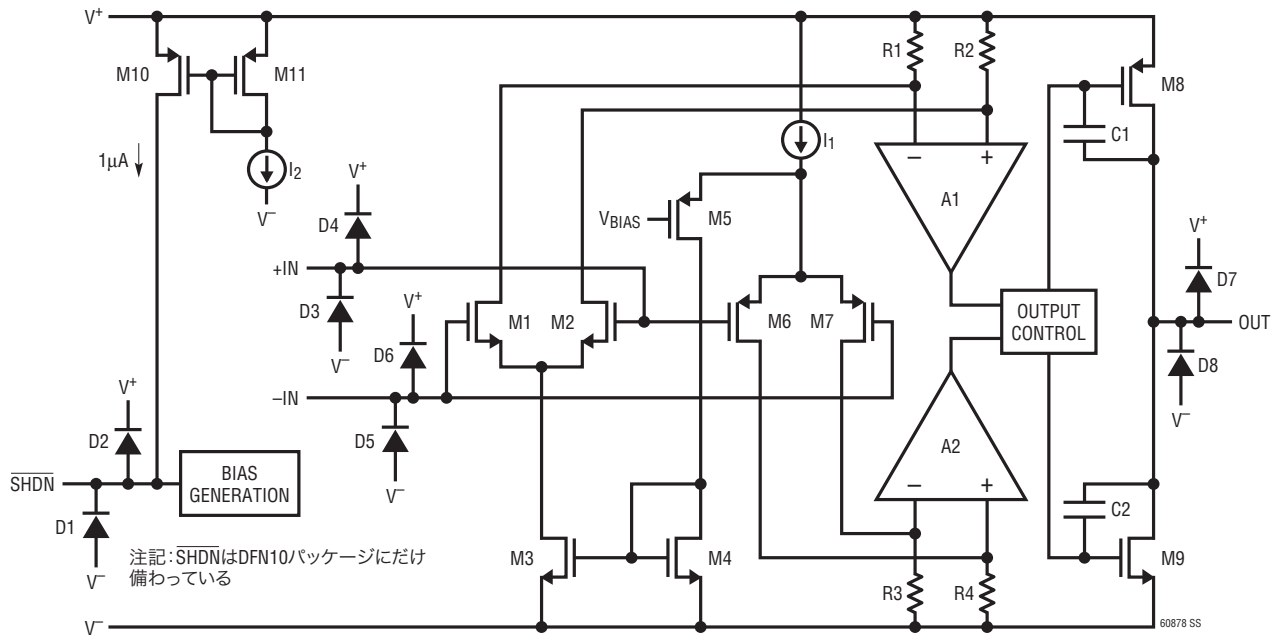 V+
R1
R2
M10
M11
M8
I1
C1
1μA
I2
V−
A1
V+
VBIAS
M5
D4
V+
+IN
D7
D3
V+
M1
M2
M6
M7
OUTPUT
CONTROL
OUT
V−
D6
D8
−IN
V+
V−
D2
D5
A2
SHDN
BIAS
GENERATION
V−
C2
D1
注記:SHDNはDFN10パッケージにだけ
備わっている
M3
M4
M9
V−
R3
R4
V−
60878 SS
− +
− +